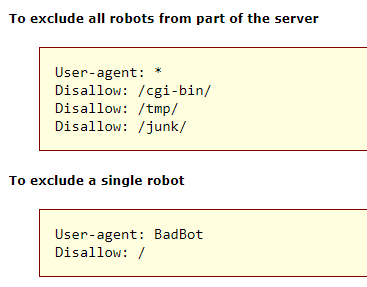 To exclude all robots from part of the server
User-agent: *
Disallow: /cgi-bin/
Disallow: /tmp/
Disallow: /junk/
To exclude a single robot
User-agent: BadBot
Disallow: /